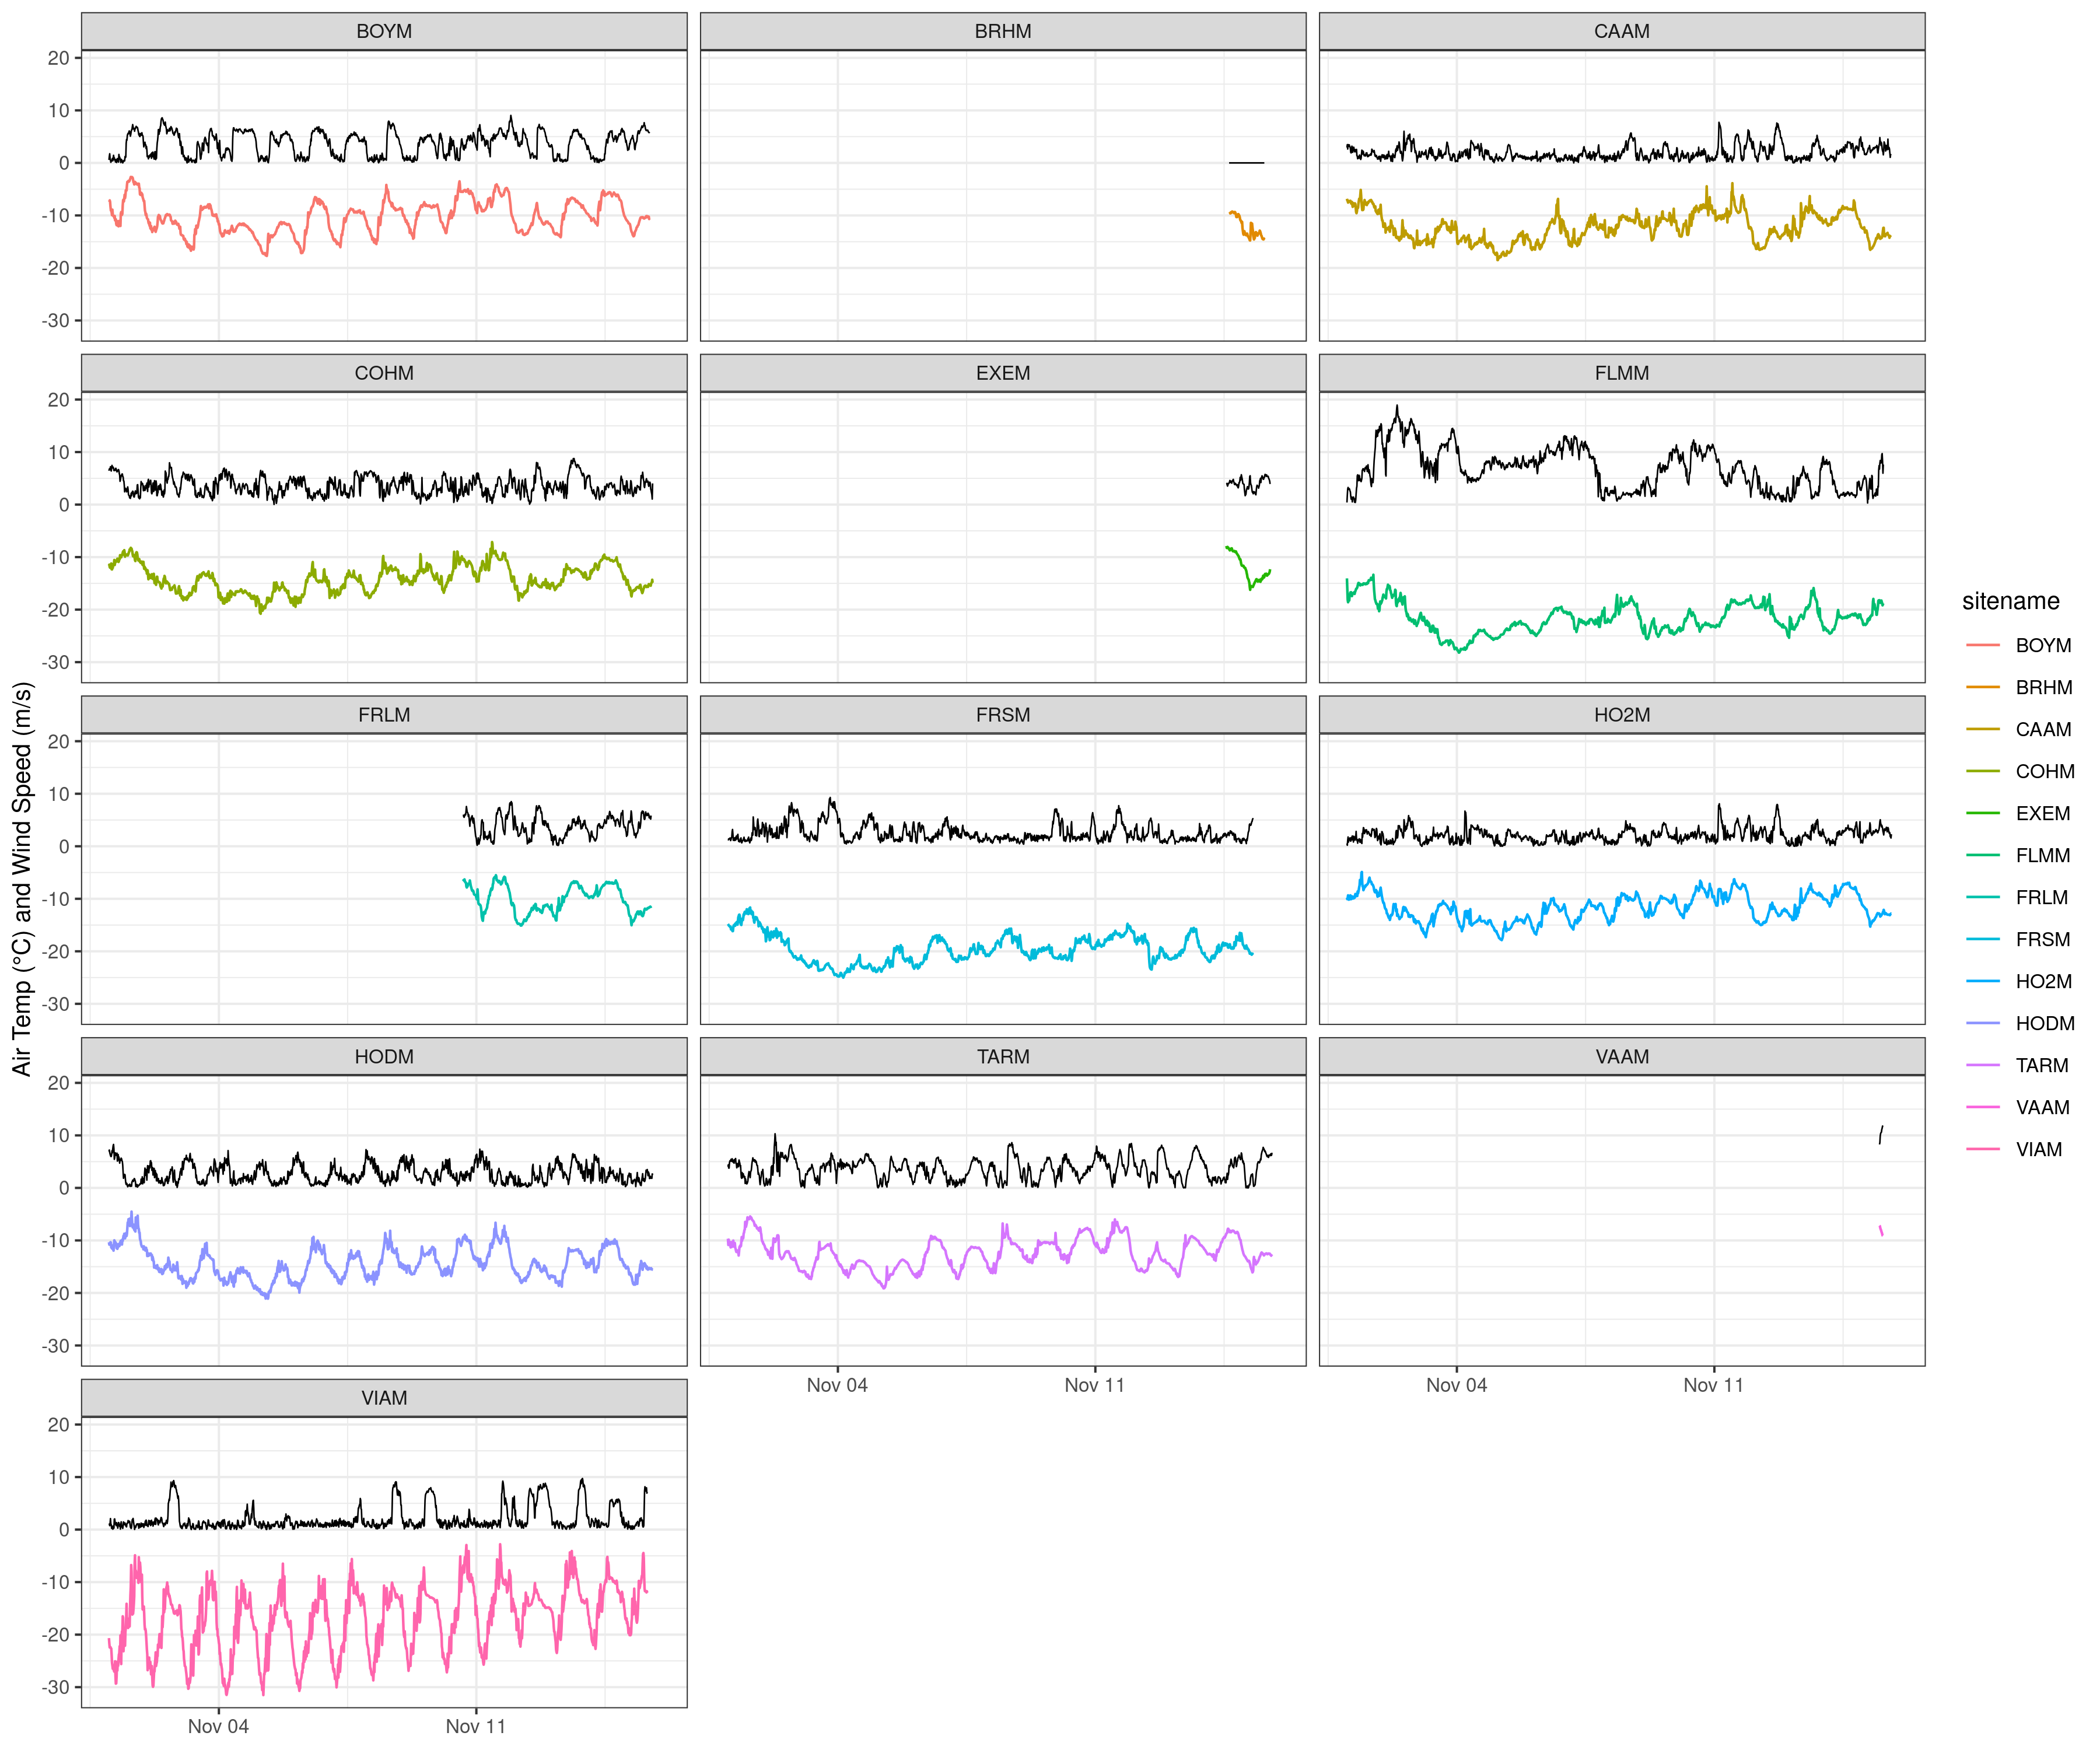 BOYM
BRHM
CAAM
20
10
0
-10
-20
-30
COHM
EXEM
FLMM
20
10
0
-10
-20
-30
FRLM
FRSM
HO2M
20
10
0
-10
-20
-30
HODM
TARM
VAAM
20
10
0
-10
-20
-30
Nov 04
Nov 11
Nov 04
Nov 11
VIAM
20
10
0
-10
-20
-30
Nov 04
Nov 11
Air Temp (°C) and Wind Speed (m/s)
sitename
BOYM
BRHM
CAAM
COHM
EXEM
FLMM
FRLM
FRSM
HO2M
HODM
TARM
VAAM
VIAM